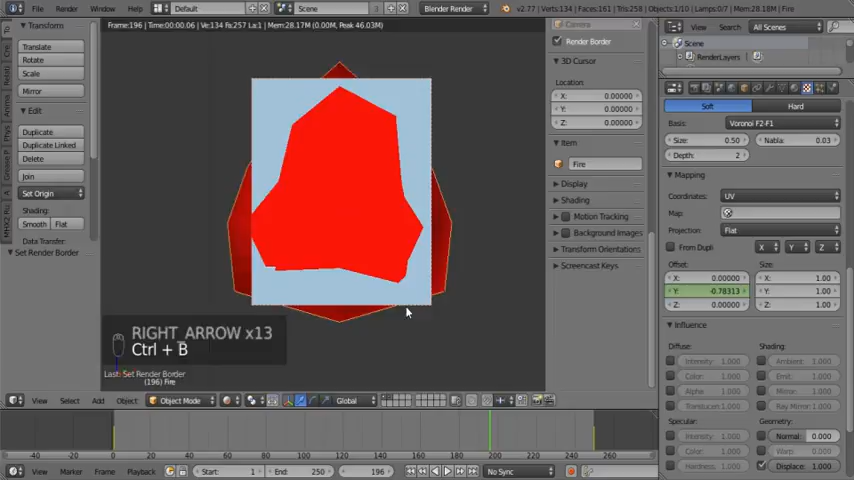 File Render Window Help Default Scene Blender Render v2.77 | Verts:134 | Faces:161 | Tris:258 | Objects:1/10 | Lamps:0/7 | Mem:28.18M | Fire
Frame:196 | Time:00:00:06 | Ve:134 Fa:257 La:1 | Mem:28.17M (0.00M, Peak 46.03M)
Transform
Translate
Rotate
Scale
Mirror
Edit
Duplicate
Duplicate Linked
Delete
Join
Set Origin
Shading:
Smooth Flat
Data Transfer:
Set Render Border
RIGHT_ARROW x13
Ctrl + B
Last: Set Render Border
(196) Fire
Camera
Render Border
3D Cursor
Location:
X: 0.00000
Y: 0.00000
Z: 0.00000
Item
Fire
Display
Shading
Motion Tracking
Background Images
Transform Orientations
Screencast Keys
View Search All Scenes
Scene
RenderLayers
Soft Hard
Basis: Voronoi F2-F1
Size: 0.50 Nabla: 0.03
Depth: 2
Mapping
Coordinates: UV
Map:
Projection: Flat
From Dupli X Y Z
Offset: Size:
X: 0.00000 X: 1.00
Y: -0.78313 Y: 1.00
Z: 0.00000 Z: 1.00
Influence
Diffuse: Shading:
Intensity: 1.000 Ambient: 1.000
Color: 1.000 Emit: 1.000
Alpha: 1.000 Mirror: 1.000
Translucen: 1.000 Ray Mirror: 1.000
Specular: Geometry:
Intensity: 1.000 Normal: 0.000
Color: 1.000 Warp: 0.000
Hardness: 1.000 Displace: 1.000
View Select Add Object Object Mode Global
-40 -20 0 20 40 60 80 100 120 140 160 180 200 220 240 260
View Marker Frame Playback Start: 1 End: 250 196 No Sync